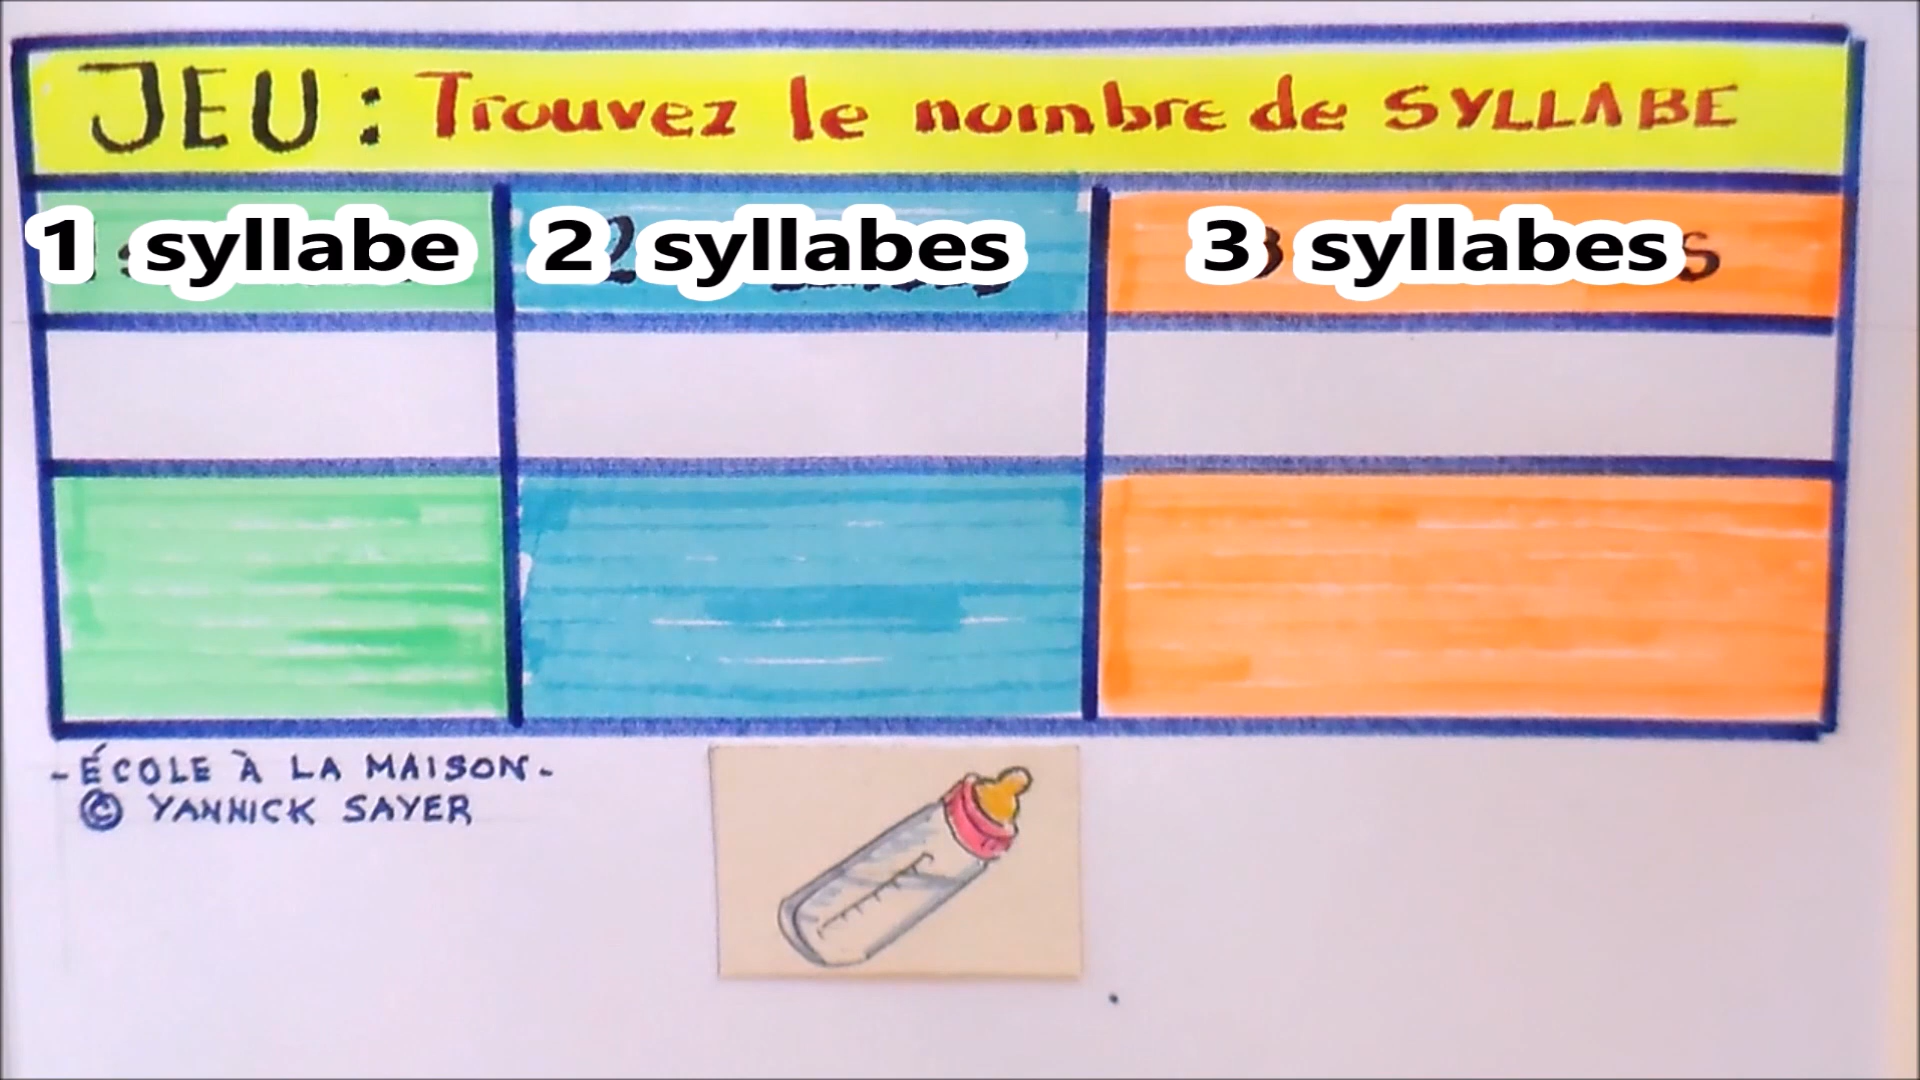 JEU : Trouvez le nombre de SYLLABE
1 syllabe 2 syllabes 3 syllabes
- ÉCOLE À LA MAISON -
© YANNICK SAYER